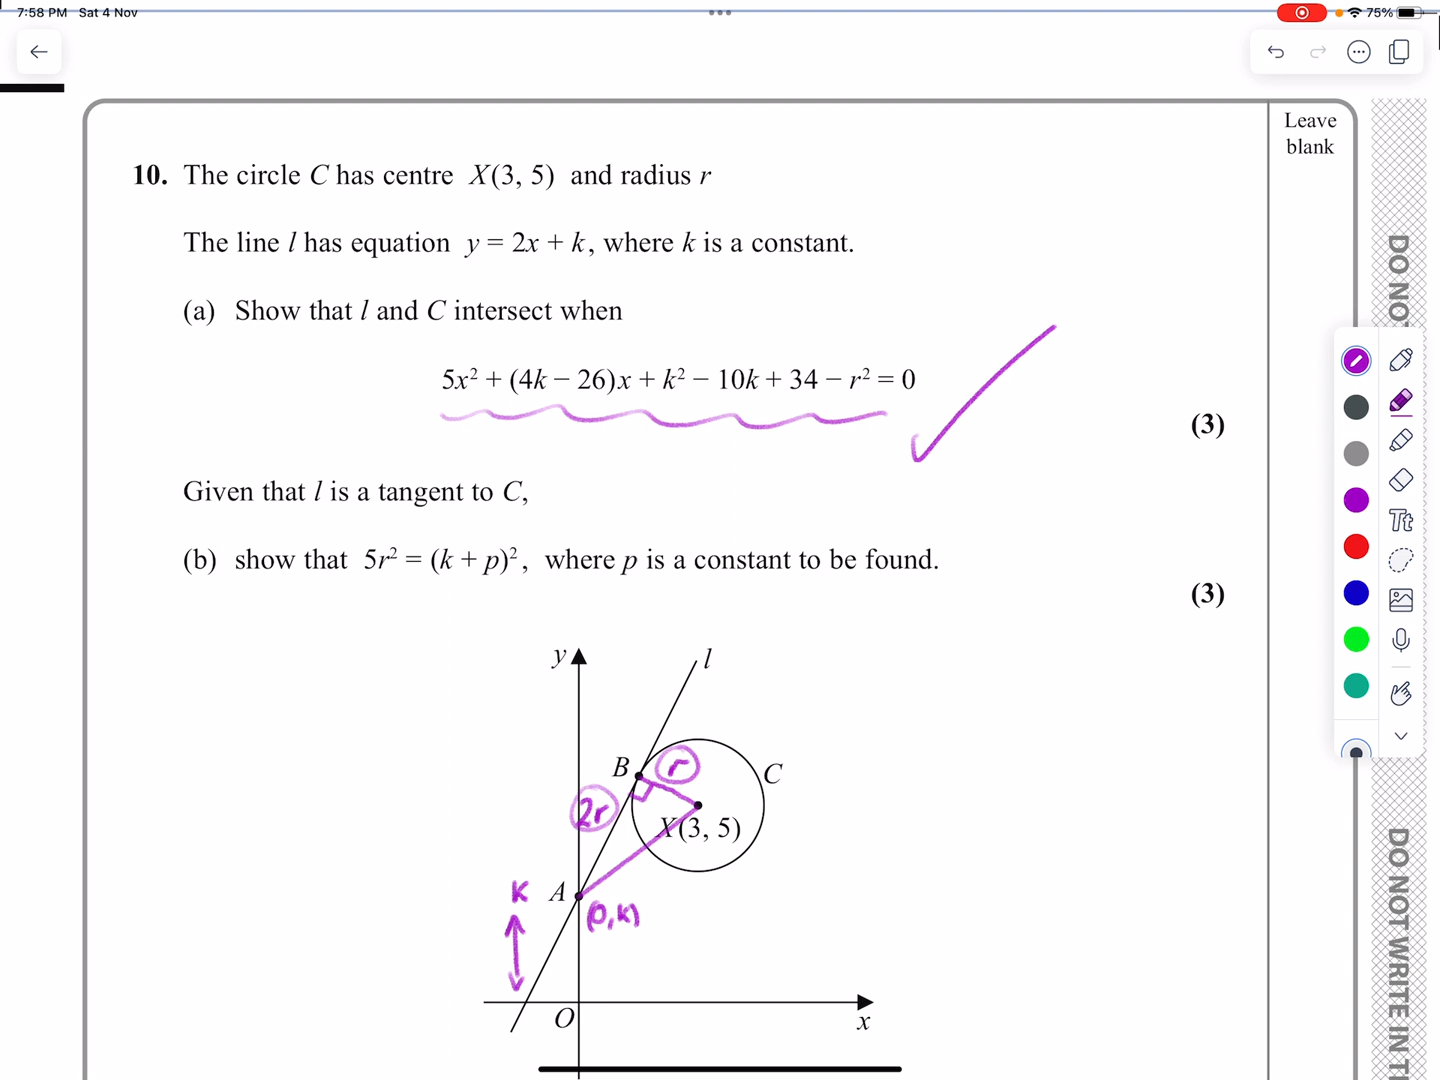 7:58 PM Sat 4 Nov
75%
Leave
blank
10. The circle C has centre X(3, 5) and radius r
The line l has equation y = 2x + k, where k is a constant.
(a) Show that l and C intersect when
5x² + (4k − 26)x + k² − 10k + 34 − r² = 0
(3)
Given that l is a tangent to C,
(b) show that 5r² = (k + p)², where p is a constant to be found.
(3)
y
l
B
r
C
2r
X(3, 5)
K
A
(0,k)
O
x
Tt
DO NO
DO NOT WRITE IN T